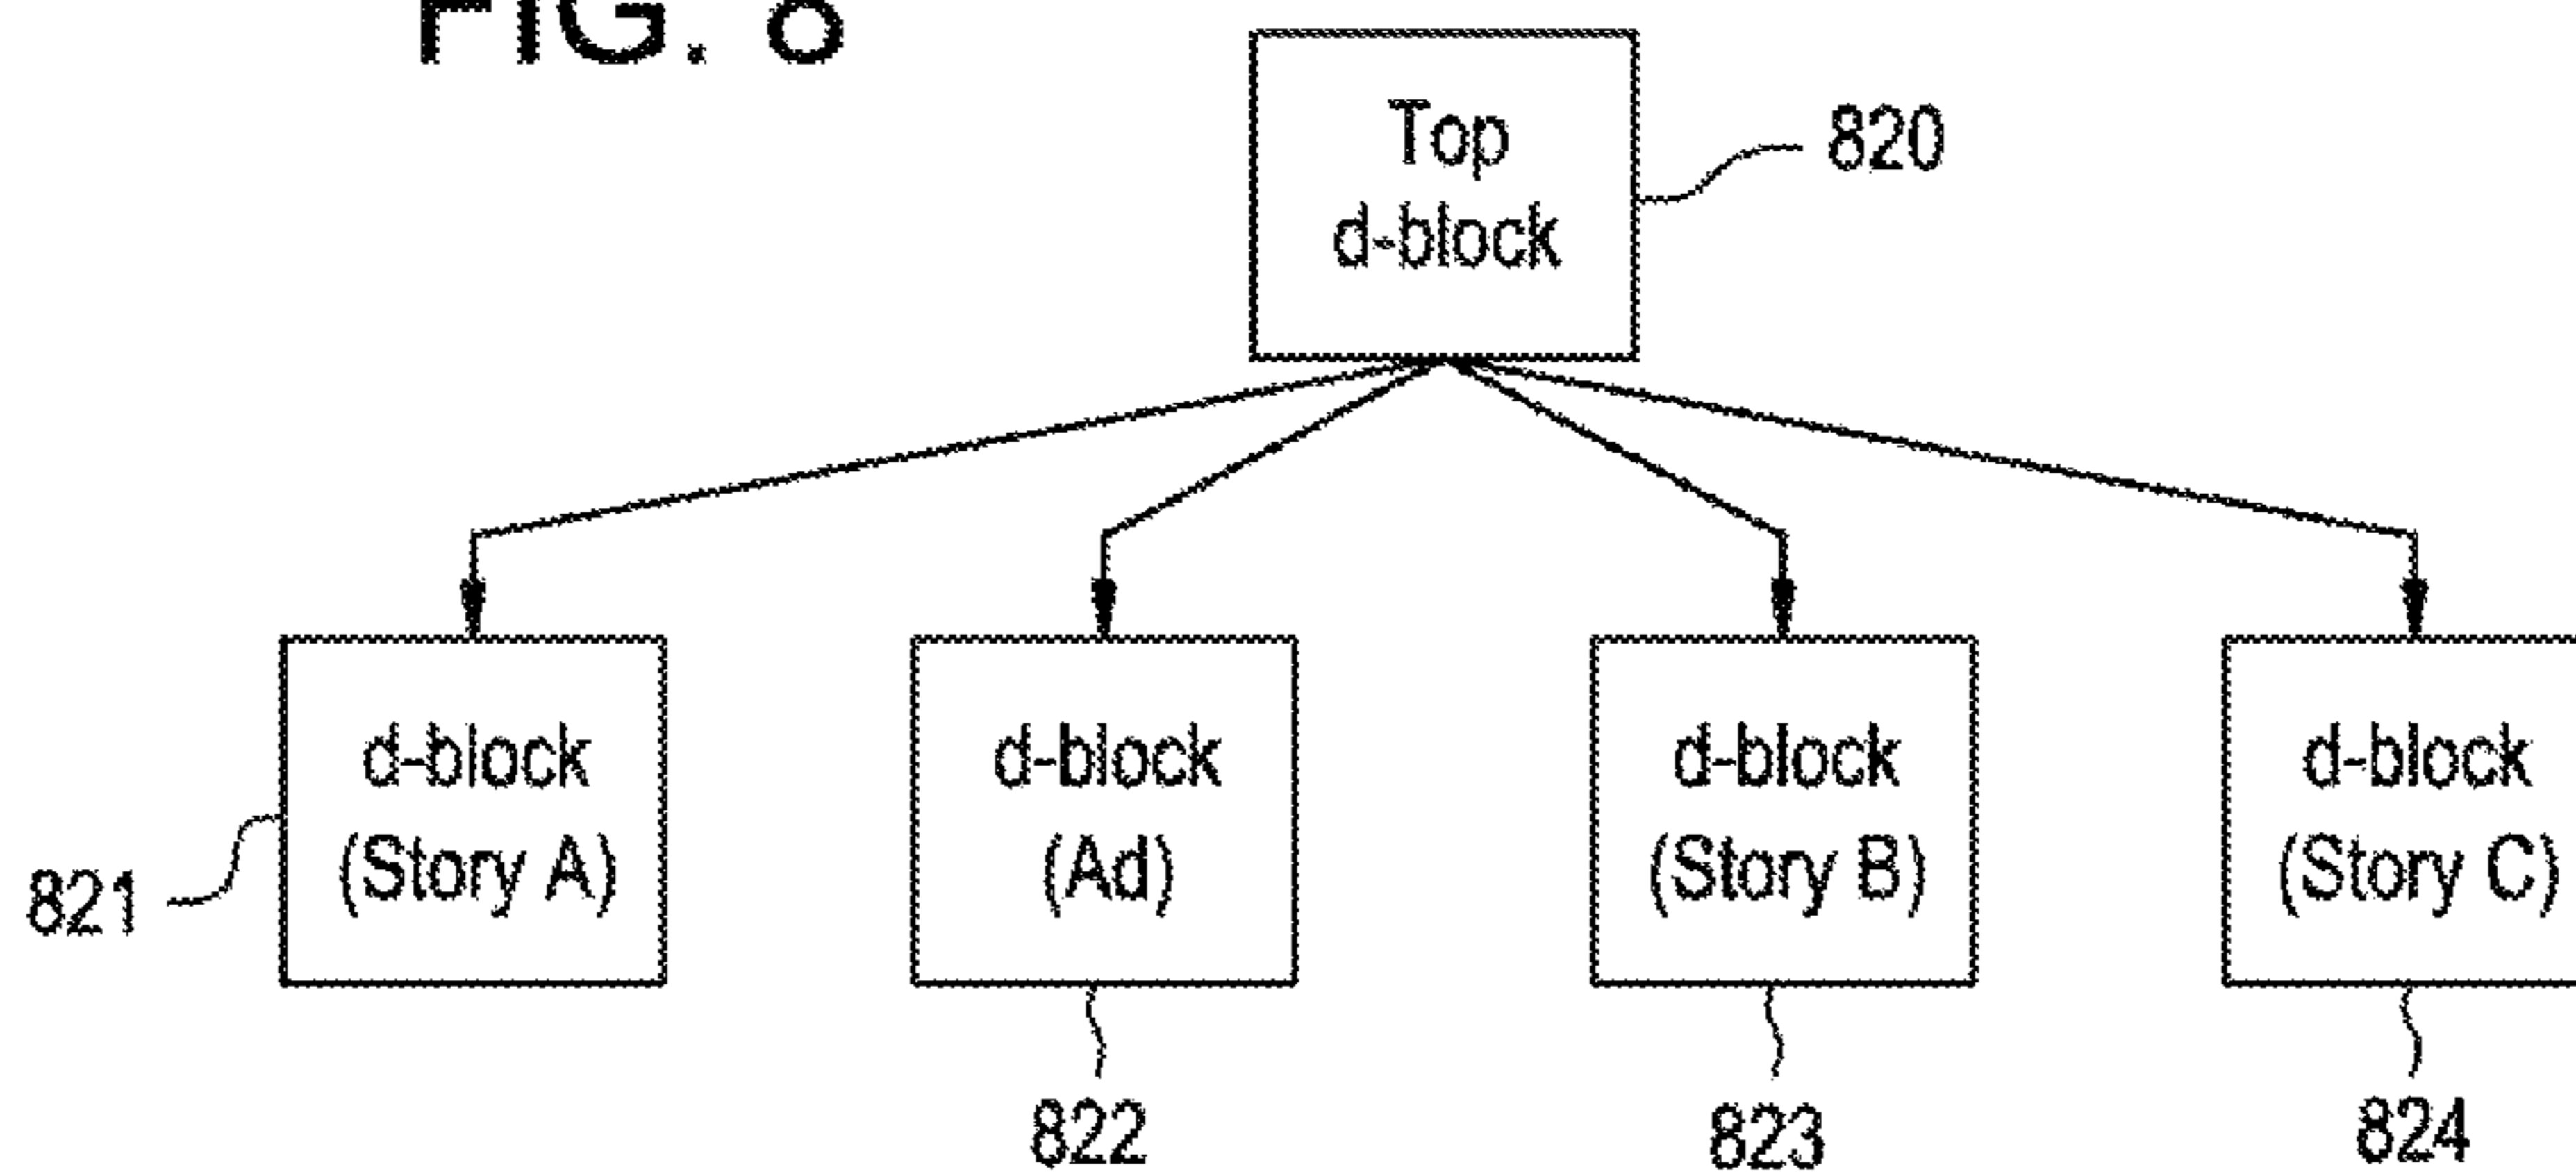 FIG. 8
Top
d-block
820
d-block
(Story A)
821
d-block
(Ad)
822
d-block
(Story B)
823
d-block
(Story C)
824